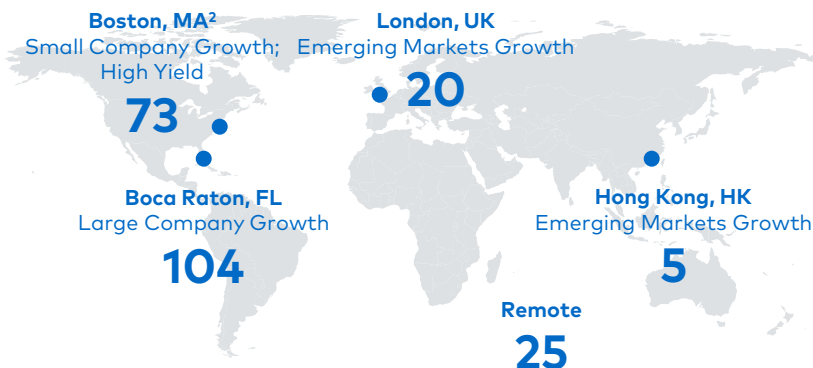 Boston, MA²
Small Company Growth;
High Yield
73
London, UK
Emerging Markets Growth
20
Boca Raton, FL
Large Company Growth
104
Hong Kong, HK
Emerging Markets Growth
5
Remote
25